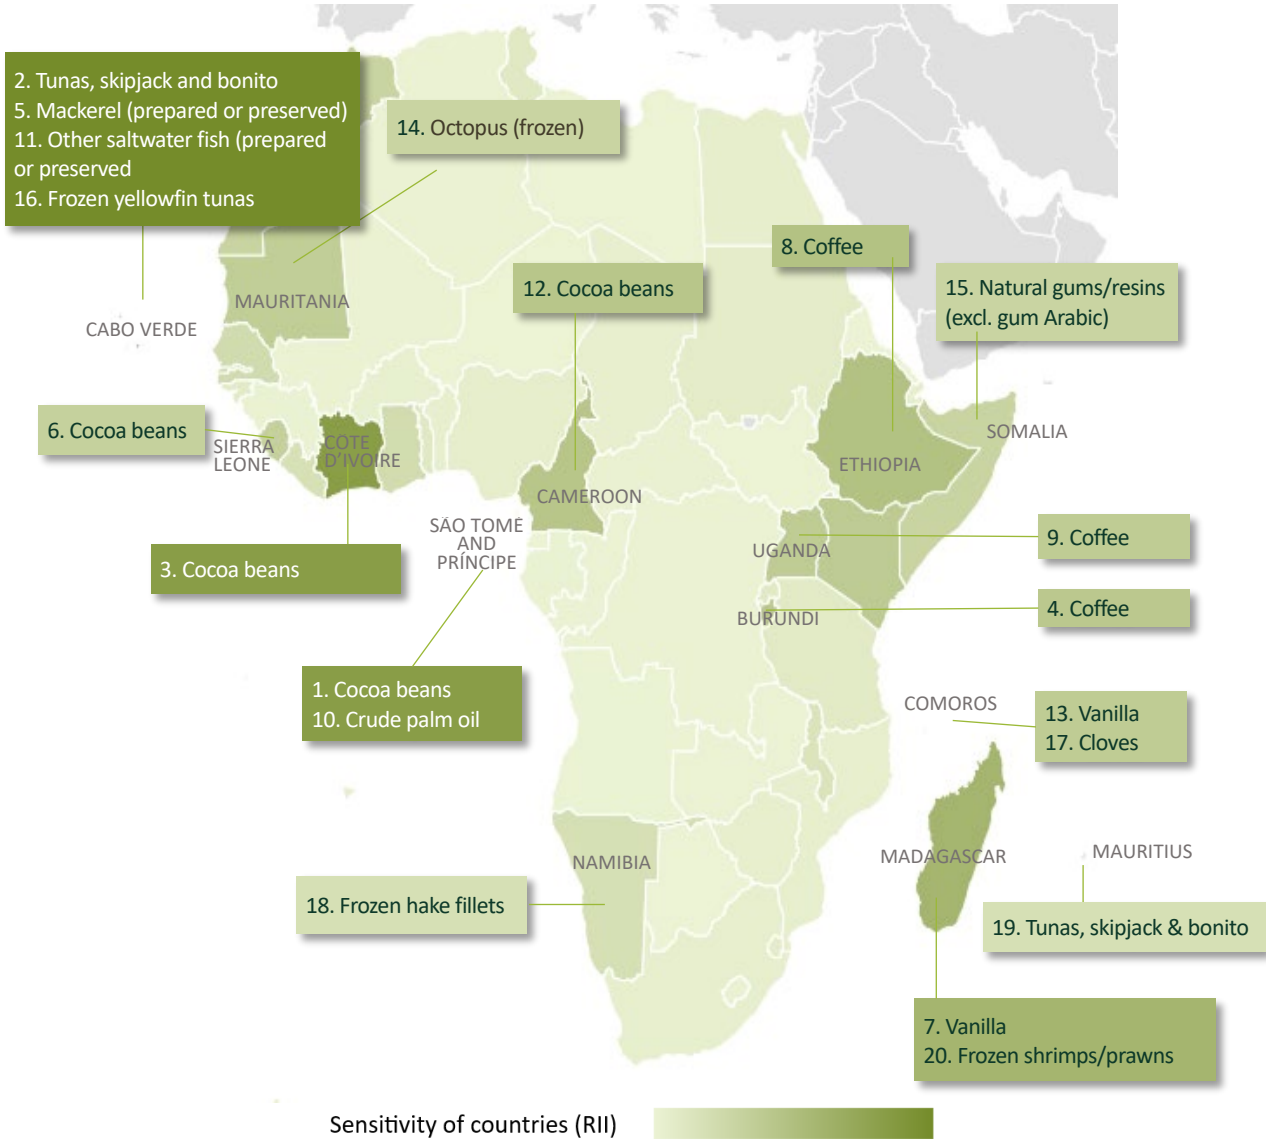 2. Tunas, skipjack and bonito
5. Mackerel (prepared or preserved)
11. Other saltwater fish (prepared
or preserved
16. Frozen yellowfin tunas
14. Octopus (frozen)
8. Coffee
12. Cocoa beans
15. Natural gums/resins
(excl. gum Arabic)
MAURITANIA
CABO VERDE
6. Cocoa beans
SIERRA
LEONE
CÔTE
D'IVOIRE
SOMALIA
ETHIOPIA
CAMEROON
SÃO TOMÉ
AND
PRÍNCIPE
3. Cocoa beans
UGANDA
9. Coffee
BURUNDI
4. Coffee
1. Cocoa beans
10. Crude palm oil
COMOROS
13. Vanilla
17. Cloves
NAMIBIA
MADAGASCAR
MAURITIUS
18. Frozen hake fillets
19. Tunas, skipjack & bonito
7. Vanilla
20. Frozen shrimps/prawns
Sensitivity of countries (RII)